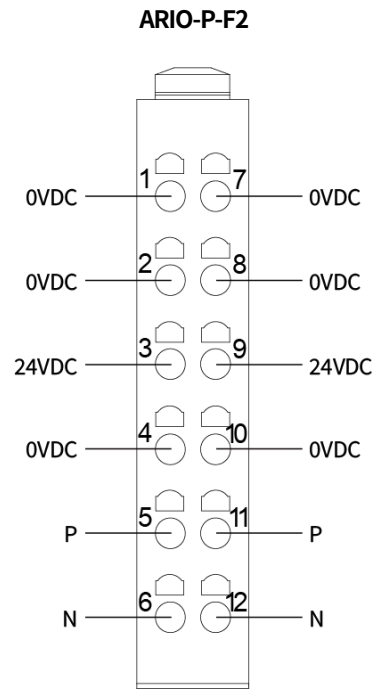 ARIO-P-F2
0VDC 1 7 0VDC
0VDC 2 8 0VDC
24VDC 3 9 24VDC
0VDC 4 10 0VDC
P 5 11 P
N 6 12 N